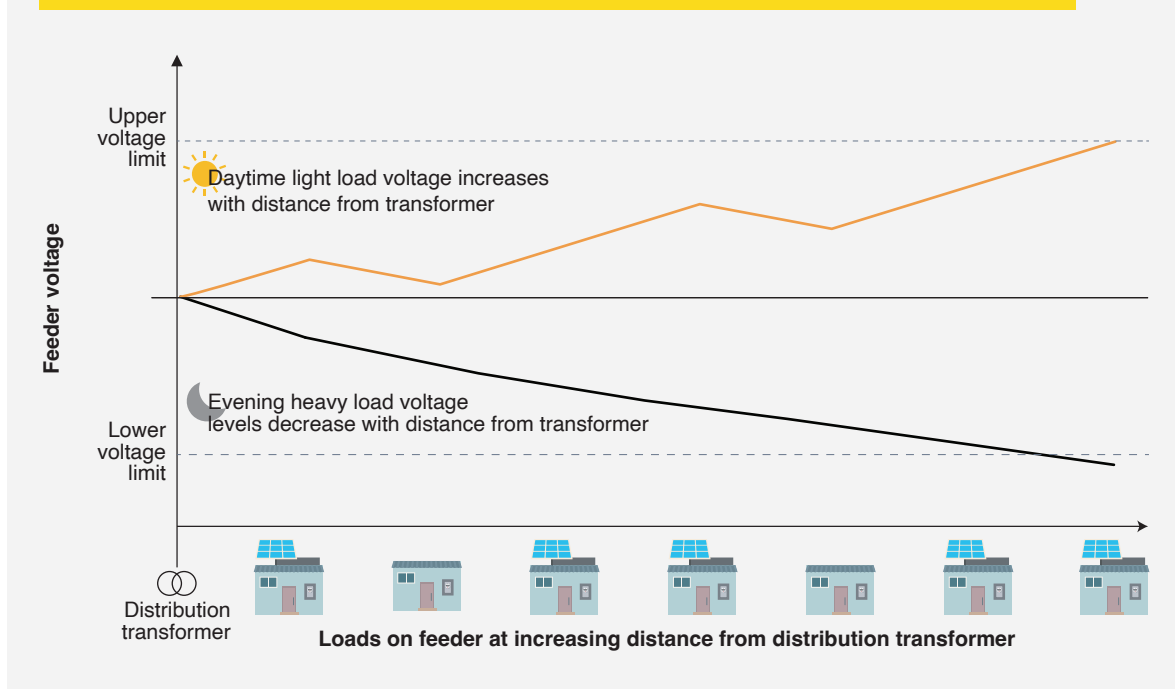 Upper
voltage
limit
Daytime light load voltage increases
with distance from transformer
Feeder voltage
Evening heavy load voltage
levels decrease with distance from transformer
Lower
voltage
limit
Distribution
transformer
Loads on feeder at increasing distance from distribution transformer